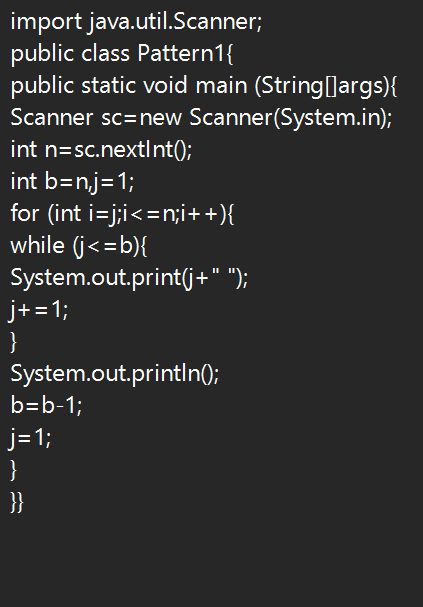 import java.util.Scanner;
public class Pattern1{
public static void main (String[]args){
Scanner sc=new Scanner(System.in);
int n=sc.nextInt();
int b=n,j=1;
for (int i=j;i<=n;i++){
while (j<=b){
System.out.print(j+" ");
j+=1;
}
System.out.println();
b=b-1;
j=1;
}
}}